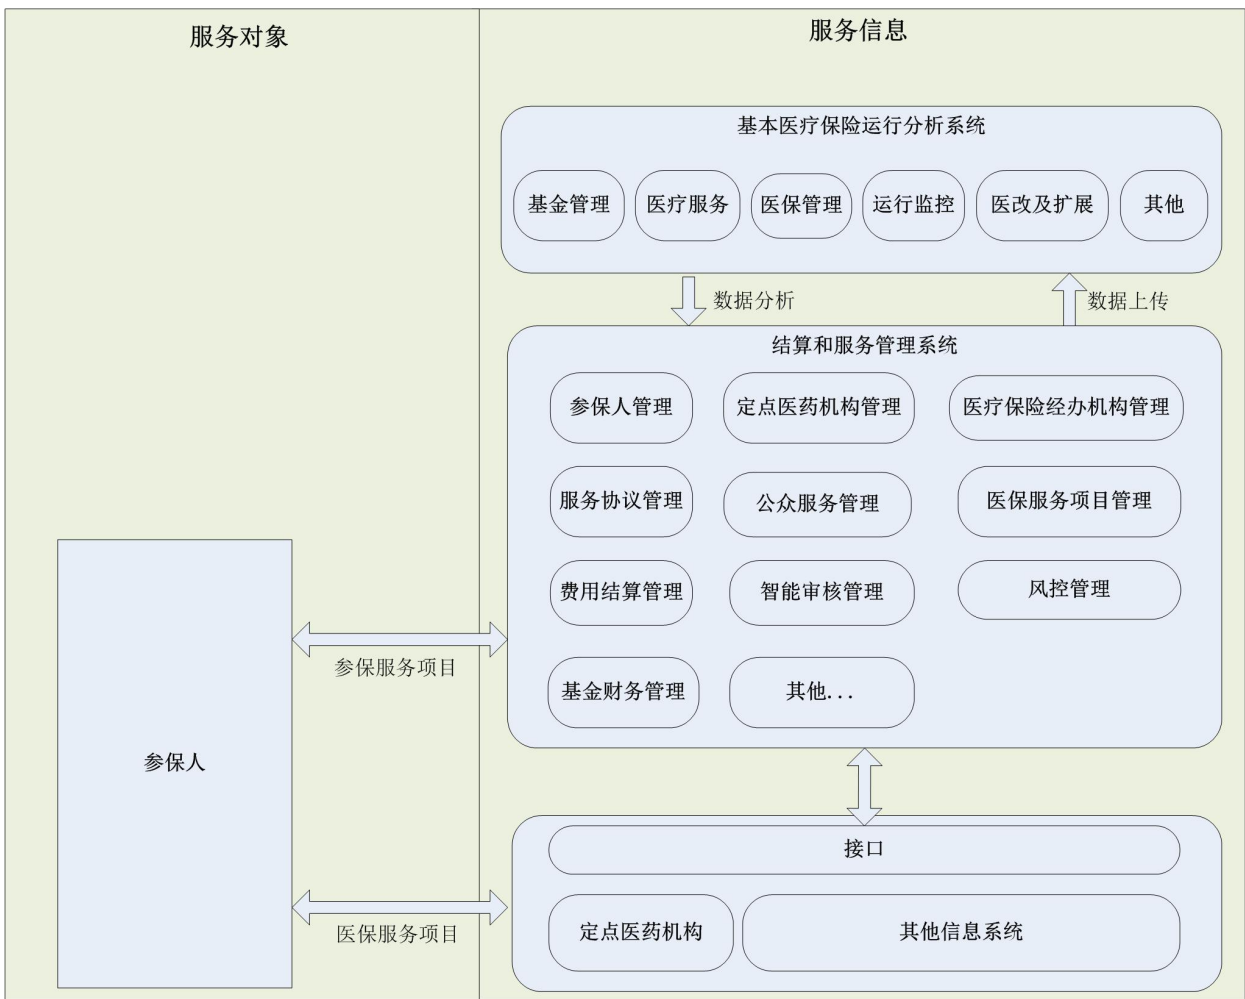 服务对象
服务信息
基本医疗保险运行分析系统
基金管理
医疗服务
医保管理
运行监控
医改及扩展
其他
数据分析
数据上传
结算和服务管理系统
参保人管理
定点医药机构管理
医疗保险经办机构管理
服务协议管理
公众服务管理
医保服务项目管理
费用结算管理
智能审核管理
风控管理
参保服务项目
基金财务管理
其他...
参保人
接口
医保服务项目
定点医药机构
其他信息系统